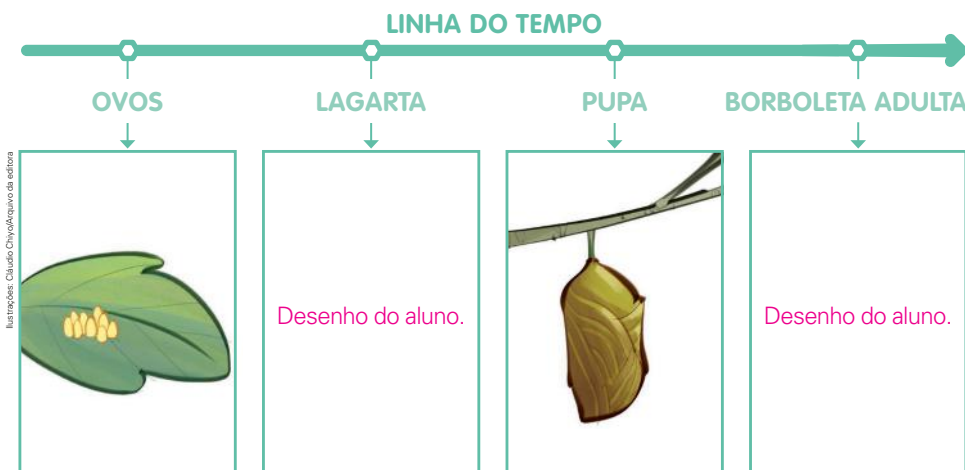 LINHA DO TEMPO
OVOS
LAGARTA
PUPA
BORBOLETA ADULTA
Ilustrações: Cláudio Chiyo/Arquivo da editora
Desenho do aluno.
Desenho do aluno.